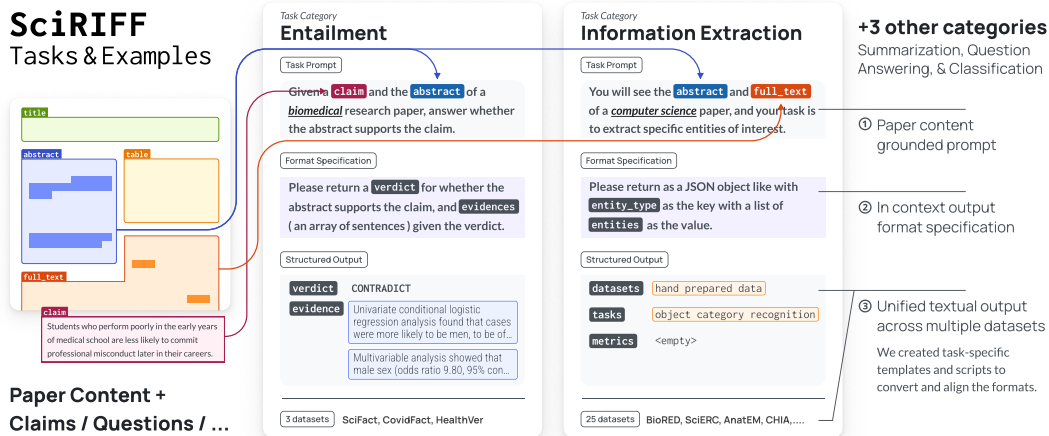 SciRIFF
Tasks & Examples
title
abstract
table
full_text
claim
Students who perform poorly in the early years
of medical school are less likely to commit
professional misconduct later in their careers.
Paper Content +
Claims / Questions / ...
Task Category
Entailment
Task Prompt
Given a claim and the abstract of a
biomedical research paper, answer whether
the abstract supports the claim.
Format Specification
Please return a verdict for whether the
abstract supports the claim, and evidences
( an array of sentences ) given the verdict.
Structured Output
verdict CONTRADICT
evidence Univariate conditional logistic
regression analysis found that cases
were more likely to be men, to be of...
Multivariable analysis showed that
male sex (odds ratio 9.80, 95% con...
3 datasets SciFact, CovidFact, HealthVer
Task Category
Information Extraction
Task Prompt
You will see the abstract and full_text
of a computer science paper, and your task is
to extract specific entities of interest.
Format Specification
Please return as a JSON object like with
entity_type as the key with a list of
entities as the value.
Structured Output
datasets hand prepared data
tasks object category recognition
metrics <empty>
25 datasets BioRED, SciERC, AnatEM, CHIA,....
+3 other categories
Summarization, Question
Answering, & Classification
① Paper content
grounded prompt
② In context output
format specification
③ Unified textual output
across multiple datasets
We created task-specific
templates and scripts to
convert and align the formats.